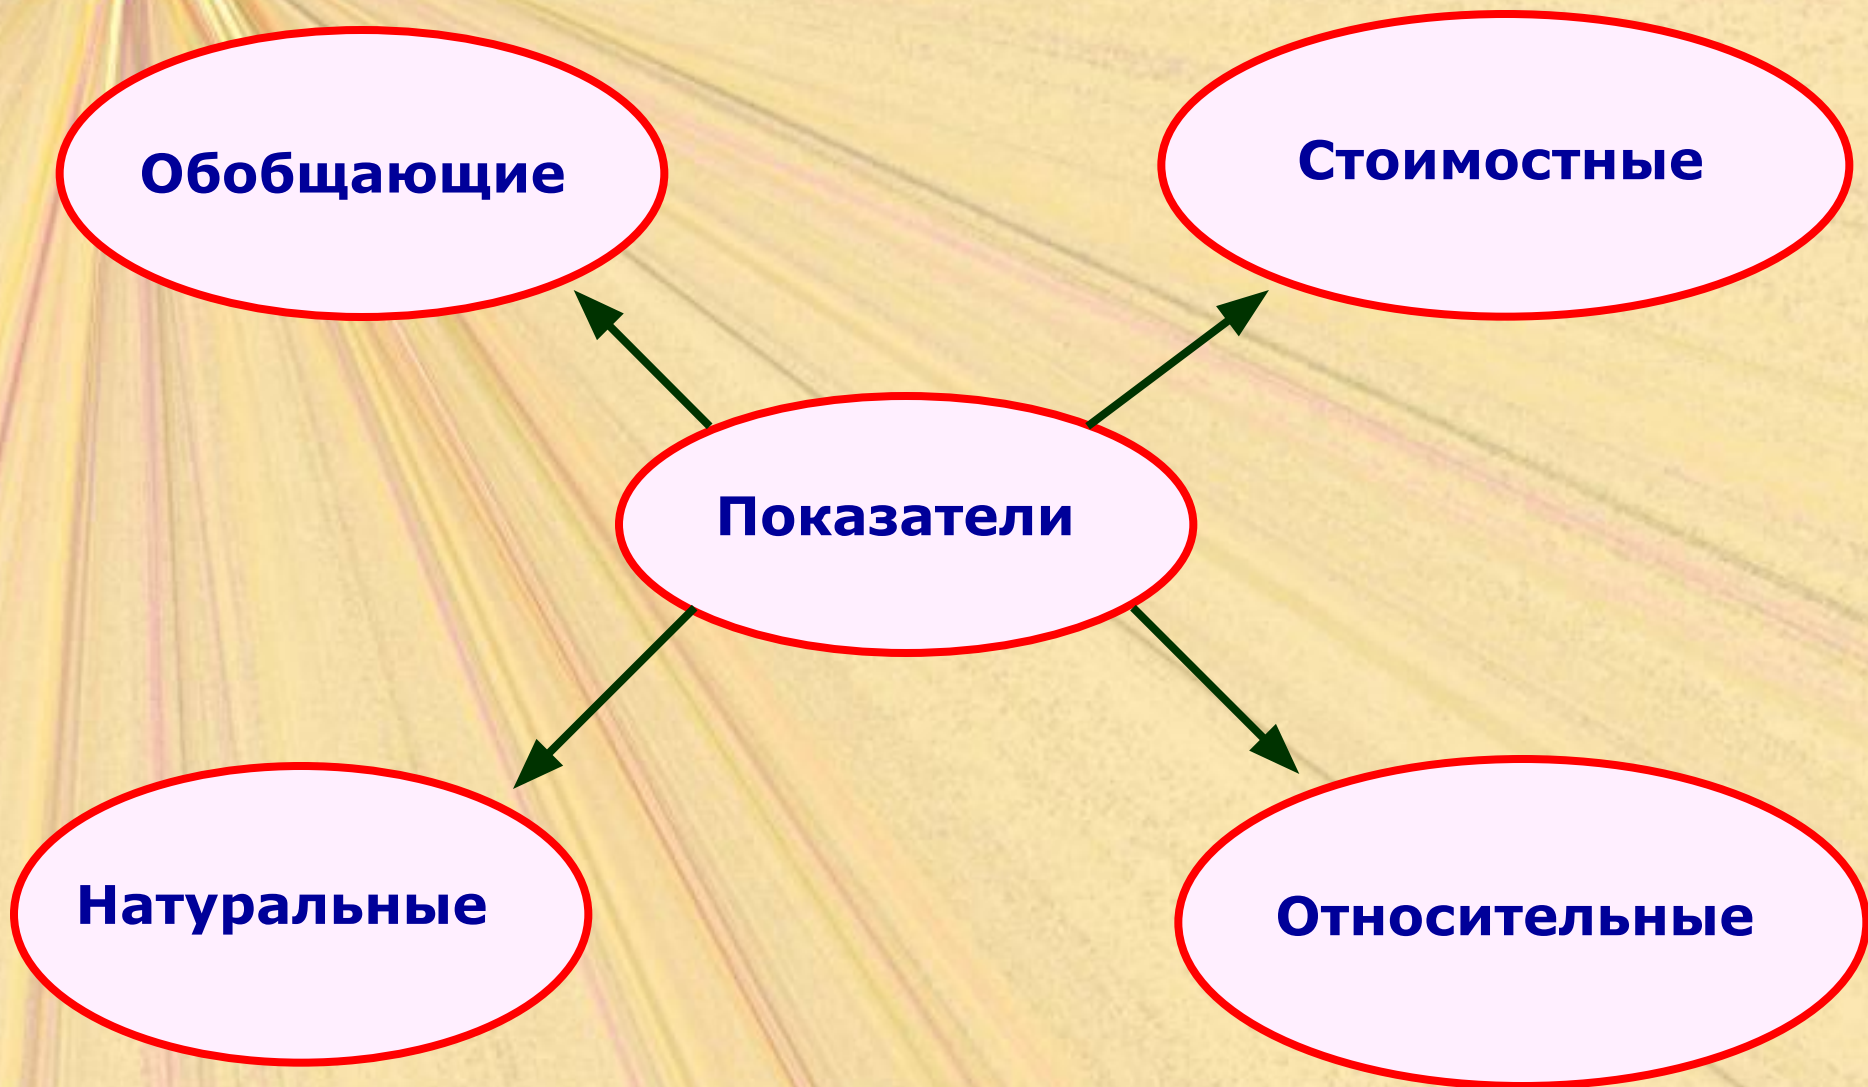 Обобщающие
Стоимостные
Показатели
Натуральные
Относительные